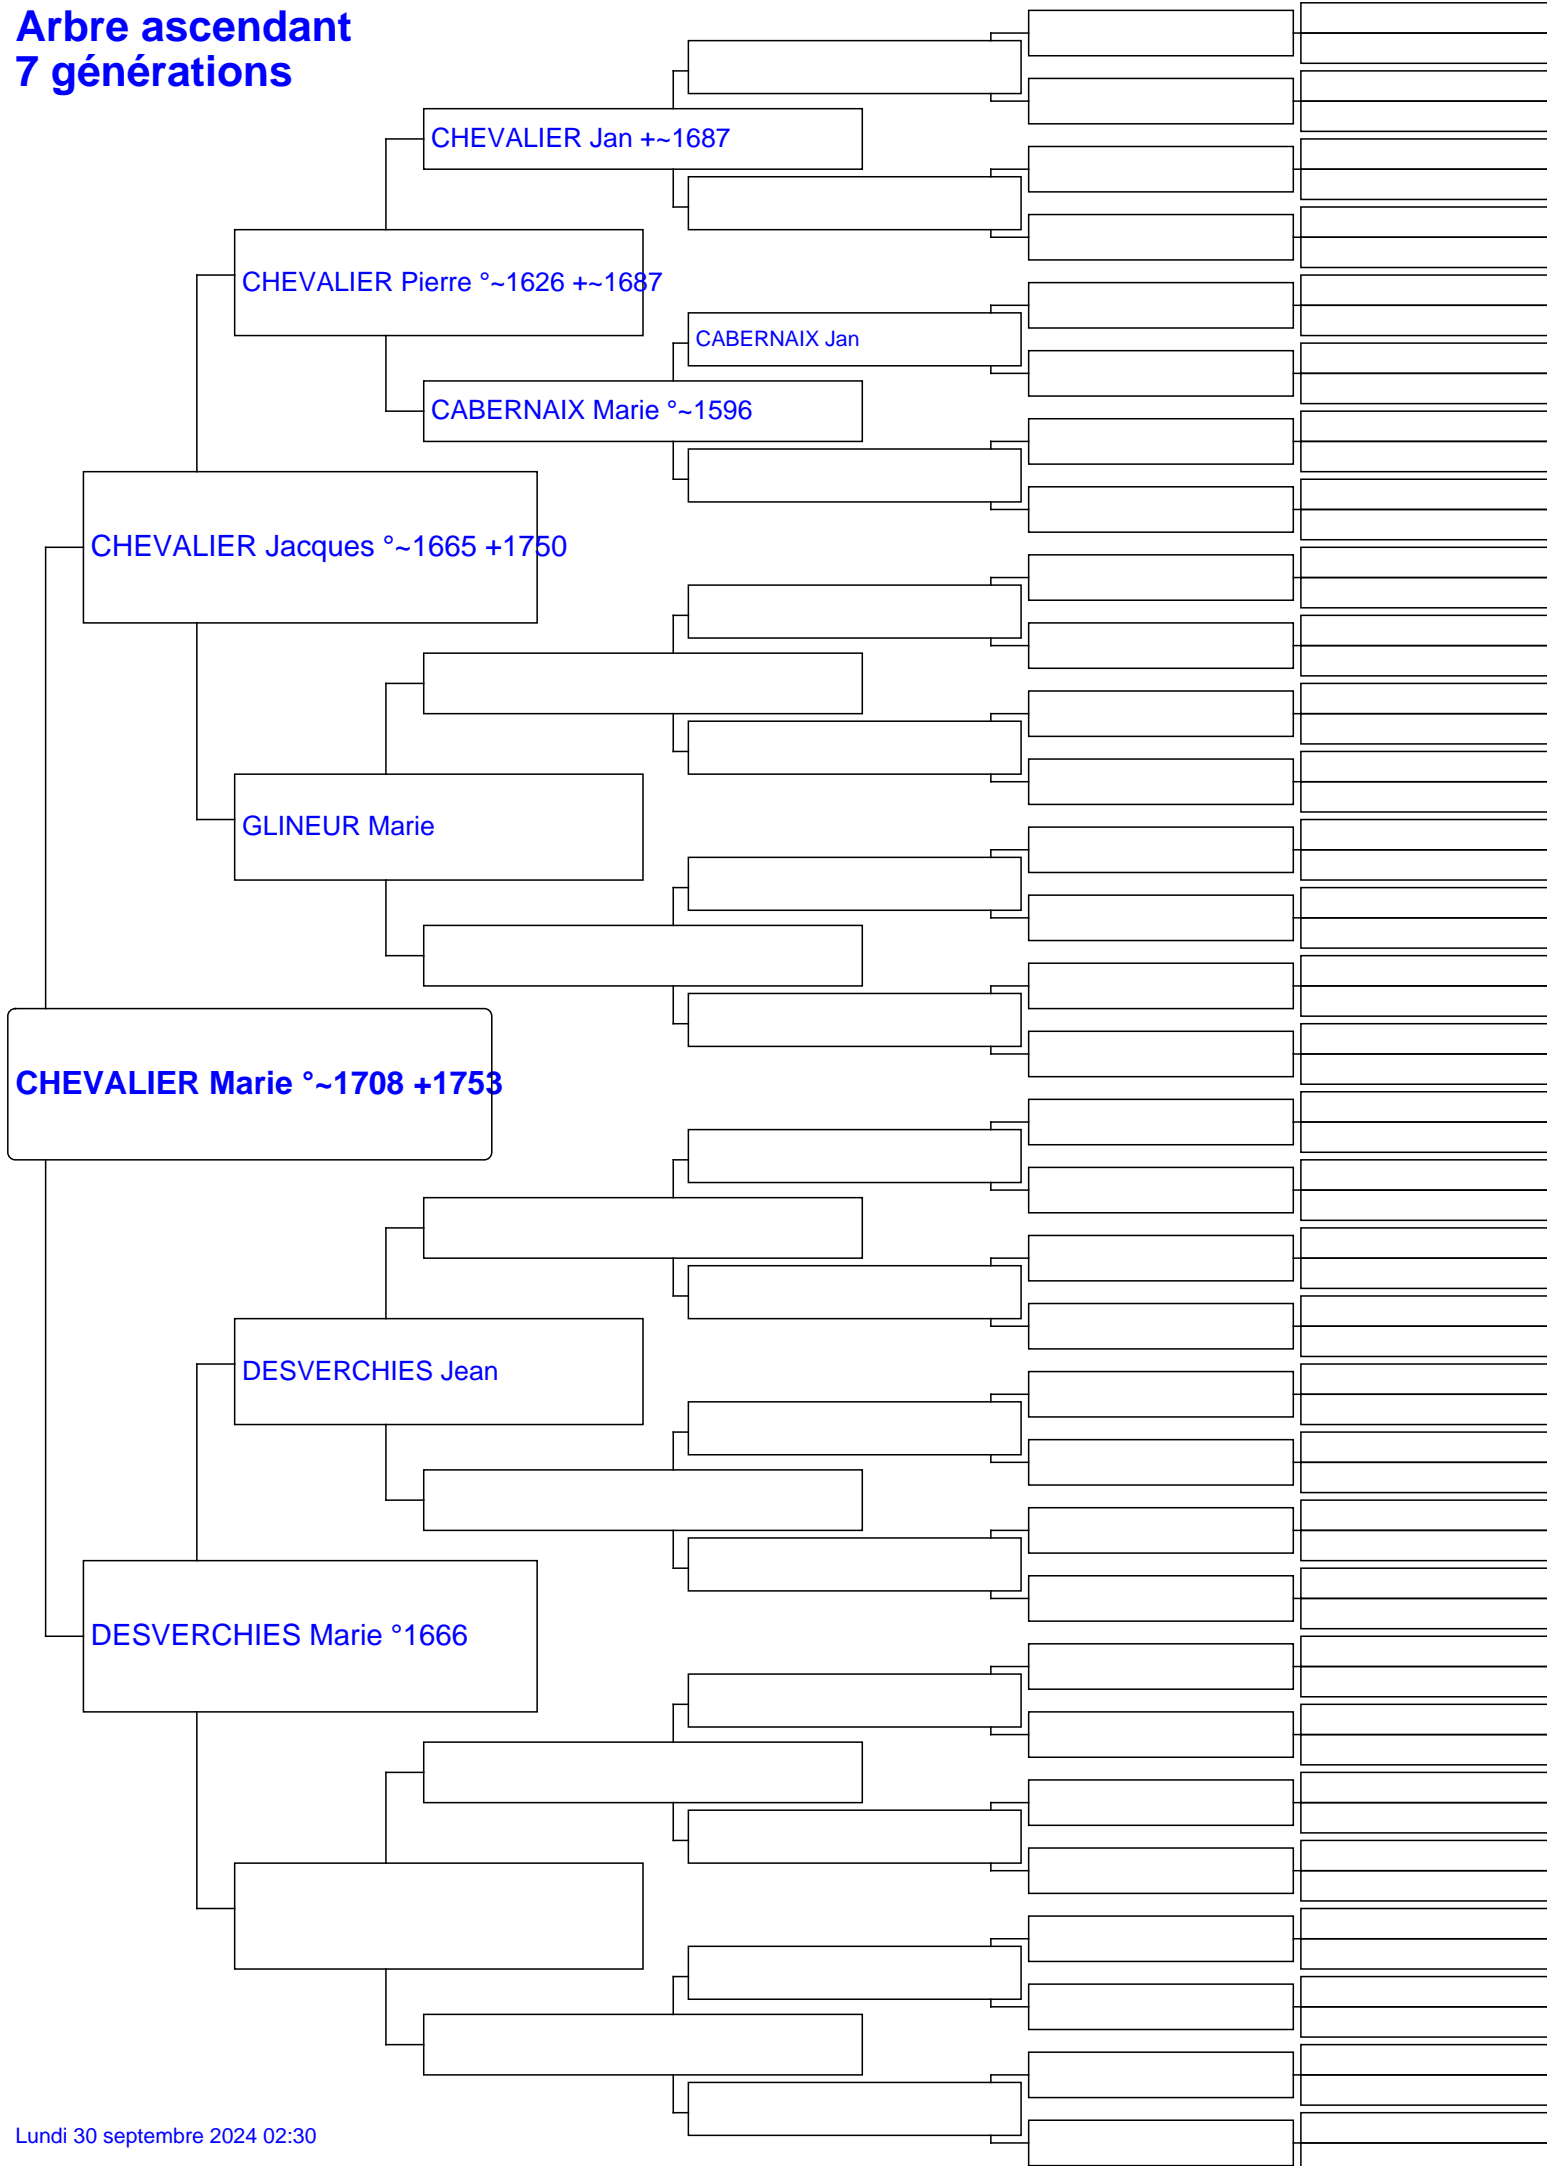 Arbre ascendant
7 générations
CHEVALIER Jan +~1687
CHEVALIER Pierre °~1626 +~1687
CABERNAIX Jan
CABERNAIX Marie °~1596
CHEVALIER Jacques °~1665 +1750
GLINEUR Marie
CHEVALIER Marie °~1708 +1753
DESVERCHIES Jean
DESVERCHIES Marie °1666
Lundi 30 septembre 2024 02:30